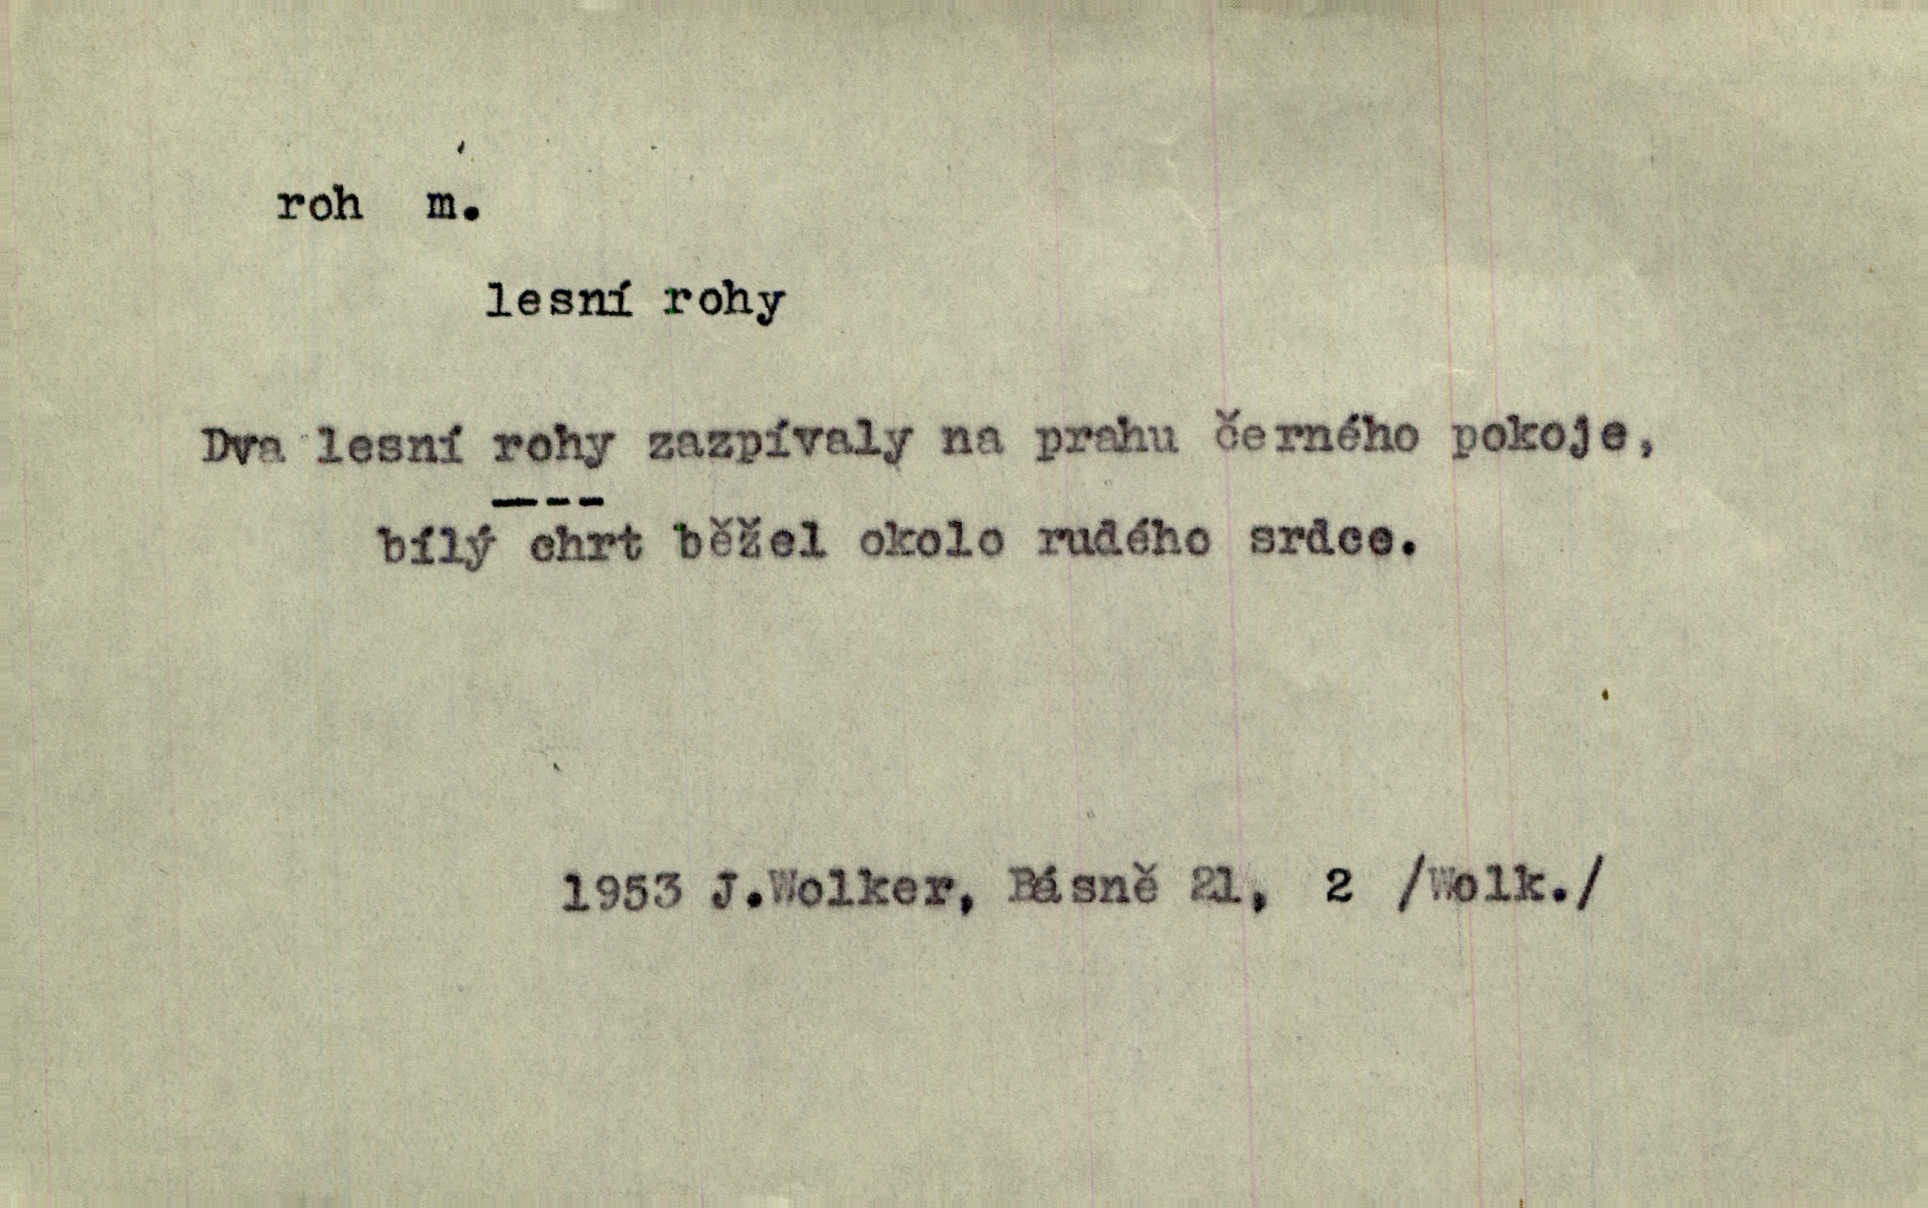 roh m.
lesní rohy
Dva lesní rohy zazpívaly na prahu černého pokoje,
bílý chrt běžel okolo rudého srdce.
1953 J.Wolker, Básně 21, 2 /Wolk./